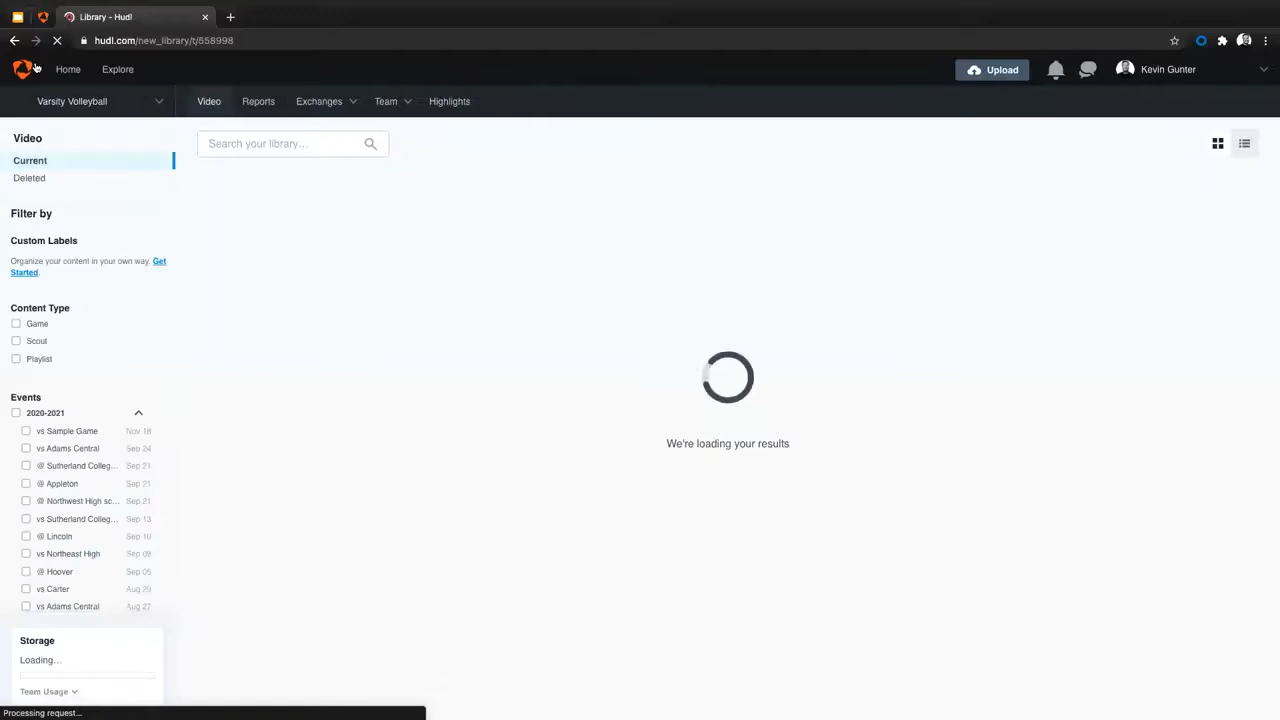 Library - Hudl
hudl.com/new_library/t/558998
Home
Explore
Upload
Kevin Gunter
Varsity Volleyball
Video
Reports
Exchanges
Team
Highlights
Video
Current
Deleted
Search your library...
Filter by
Custom Labels
Organize your content in your own way. Get
Started.
Content Type
Game
Scout
Playlist
Events
2020-2021
vs Sample Game Nov 18
vs Adams Central Sep 24
@ Sutherland Colleg... Sep 21
@ Appleton Sep 21
@ Northwest High sc... Sep 21
vs Sutherland Colleg... Sep 13
@ Lincoln Sep 10
vs Northeast High Sep 09
@ Hoover Sep 05
vs Carter Aug 29
vs Adams Central Aug 27
We're loading your results
Storage
Loading...
Team Usage
Processing request...